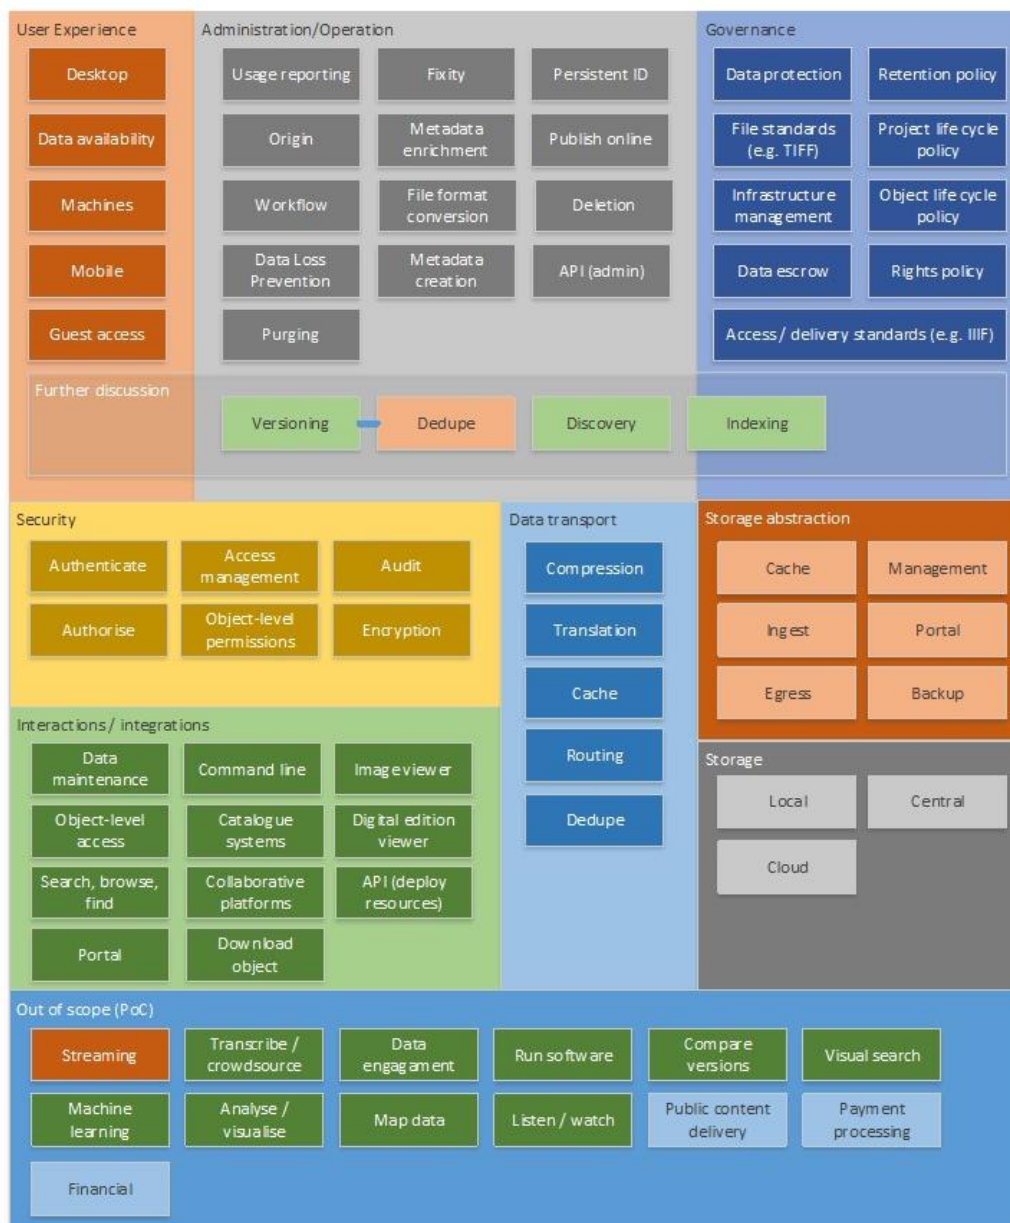 User Experience
Desktop
Data availability
Machines
Mobile
Guest access
Administration/Operation
Usage reporting
Fixity
Persistent ID
Origin
Metadata
enrichment
Publish online
Workflow
File format
conversion
Deletion
Data Loss
Prevention
Metadata
creation
API (admin)
Purging
Governance
Data protection
Retention policy
File standards
(e.g. TIFF)
Project life cycle
policy
Infrastructure
management
Object life cycle
policy
Data escrow
Rights policy
Access / delivery standards (e.g. IIIF)
Further discussion
Versioning
Dedupe
Discovery
Indexing
Security
Authenticate
Access
management
Audit
Authorise
Object-level
permissions
Encryption
Data transport
Compression
Translation
Cache
Routing
Dedupe
Storage abstraction
Cache
Management
Ingest
Portal
Egress
Backup
Interactions / integrations
Data
maintenance
Command line
Image viewer
Object-level
access
Catalogue
systems
Digital edition
viewer
Search, browse,
find
Collaborative
platforms
API (deploy
resources)
Portal
Download
object
Storage
Local
Central
Cloud
Out of scope (PoC)
Streaming
Transcribe /
crowdsource
Data
engagament
Run software
Compare
versions
Visual search
Machine
learning
Analyse /
visualise
Map data
Listen / watch
Public content
delivery
Payment
processing
Financial